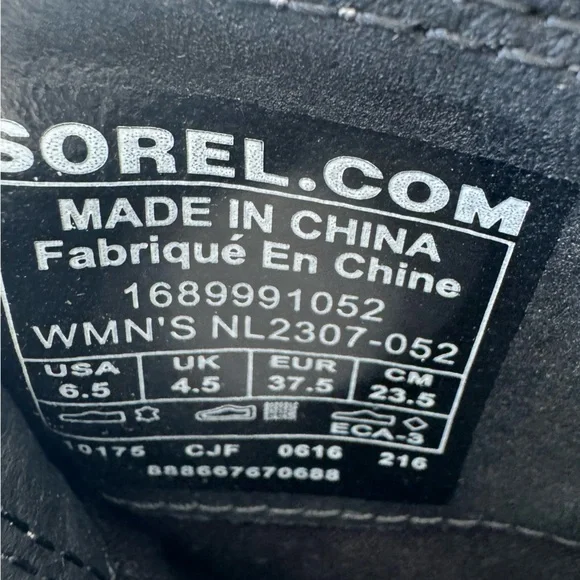 SOREL.COM
MADE IN CHINA
Fabriqué En Chine
1689991052
WMN'S NL2307-052
USA UK EUR CM
6.5 4.5 37.5 23.5
ECA-3
10175 CJF 0616 216
888667670688